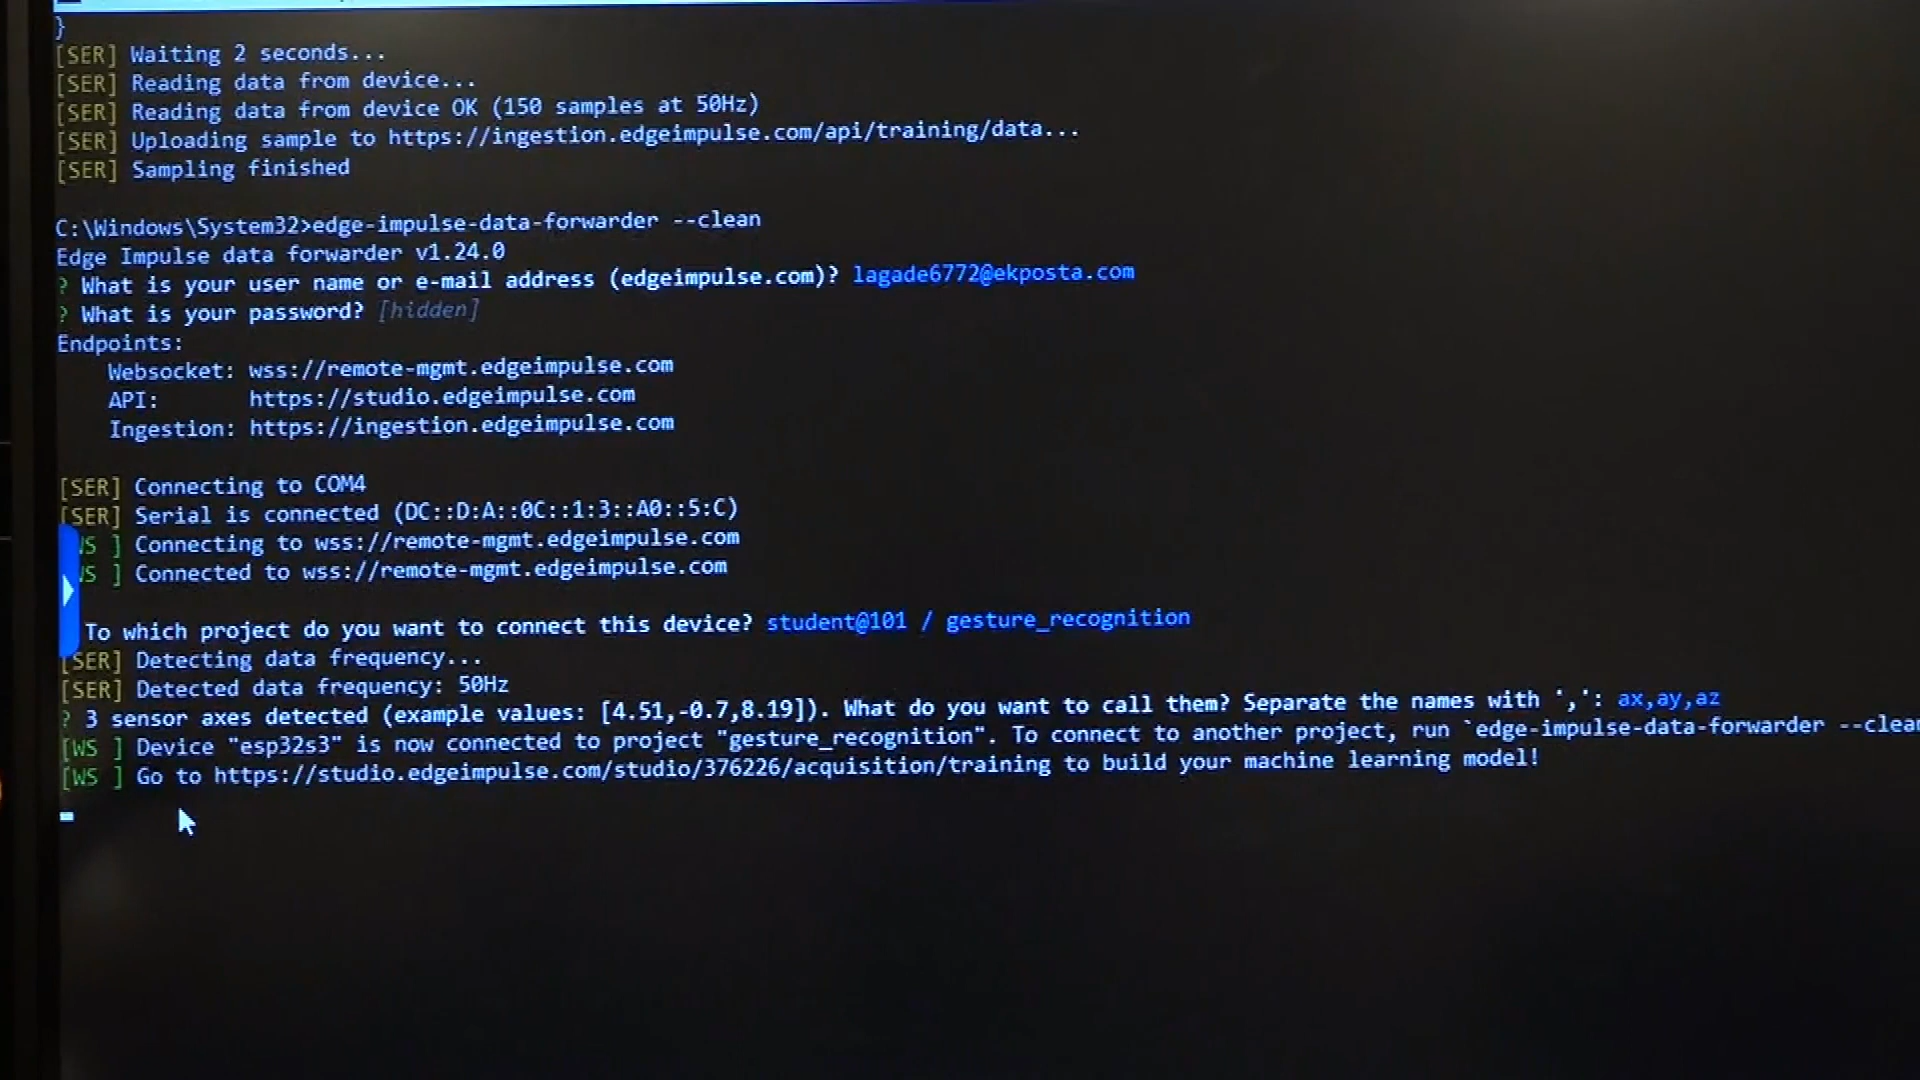 }
[SER] Waiting 2 seconds...
[SER] Reading data from device...
[SER] Reading data from device OK (150 samples at 50Hz)
[SER] Uploading sample to https://ingestion.edgeimpulse.com/api/training/data...
[SER] Sampling finished
C:\Windows\System32>edge-impulse-data-forwarder --clean
Edge Impulse data forwarder v1.24.0
? What is your user name or e-mail address (edgeimpulse.com)? lagade6772@ekposta.com
? What is your password? [hidden]
Endpoints:
Websocket: wss://remote-mgmt.edgeimpulse.com
API: https://studio.edgeimpulse.com
Ingestion: https://ingestion.edgeimpulse.com
[SER] Connecting to COM4
[SER] Serial is connected (DC::D:A::0C::1:3::A0::5:C)
WS ] Connecting to wss://remote-mgmt.edgeimpulse.com
WS ] Connected to wss://remote-mgmt.edgeimpulse.com
To which project do you want to connect this device? student@101 / gesture_recognition
[SER] Detecting data frequency...
[SER] Detected data frequency: 50Hz
? 3 sensor axes detected (example values: [4.51,-0.7,8.19]). What do you want to call them? Separate the names with ',': ax,ay,az
[WS ] Device "esp32s3" is now connected to project "gesture_recognition". To connect to another project, run `edge-impulse-data-forwarder --clean
[WS ] Go to https://studio.edgeimpulse.com/studio/376226/acquisition/training to build your machine learning model!